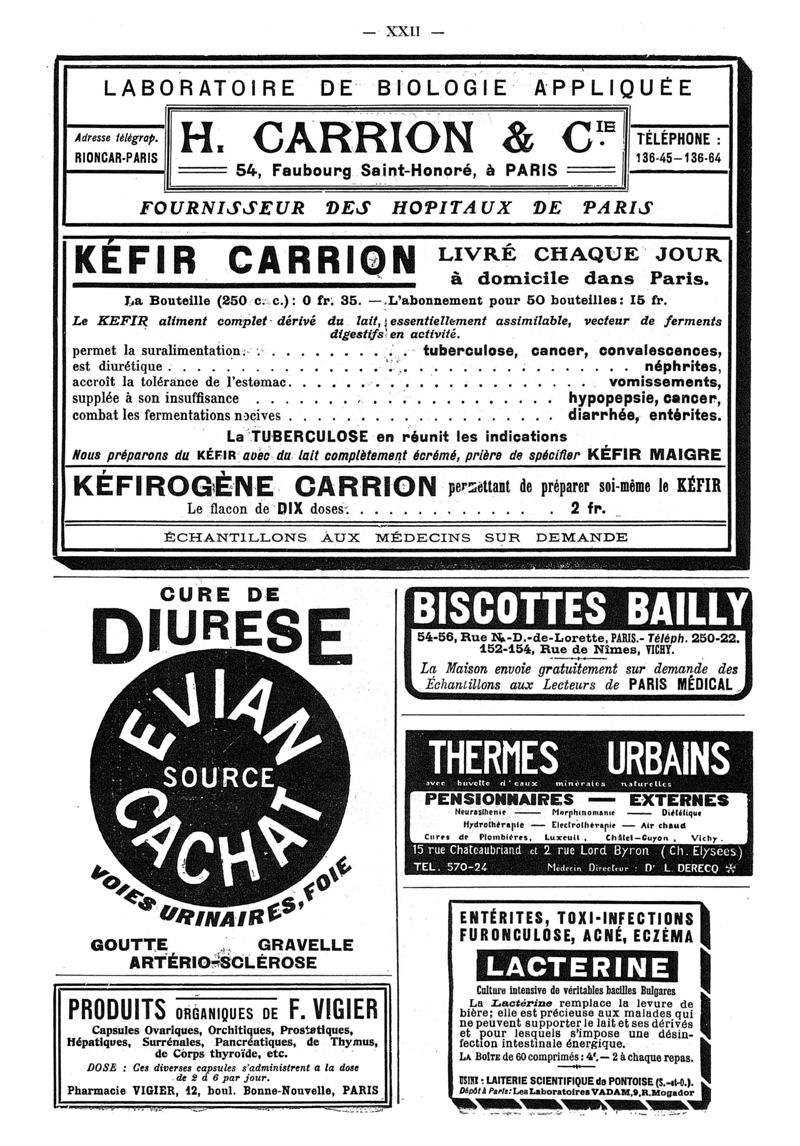 — XXII —
LABORATOIRE DE BIOLOGIE APPLIQUÉE
Adresse télégrap.
RIONCAR-PARIS
H. CARRION & CIE.
54, Faubourg Saint-Honoré, à PARIS
TÉLÉPHONE :
136-45—136-64
FOURNISSEUR DES HOPITAUX DE PARIS
KÉFIR CARRION
LIVRÉ CHAQUE JOUR
à domicile dans Paris.
La Bouteille (250 c. c.) : 0 fr. 35. — L'abonnement pour 50 bouteilles : 15 fr.
Le KEFIR aliment complet dérivé du lait, essentiellement assimilable, vecteur de ferments
digestifs en activité.
permet la suralimentation. . . . . . . . . . . tuberculose, cancer, convalescences,
est diurétique . . . . . . . . . . . . . . . . . . . . . . . . . . . . . . néphrites,
accroît la tolérance de l'estomac. . . . . . . . . . . . . . . . . . . . vomissements,
supplée à son insuffisance . . . . . . . . . . . . . . . . . . . . hypopepsie, cancer,
combat les fermentations nocives . . . . . . . . . . . . . . . . . diarrhée, entérites.
La TUBERCULOSE en réunit les indications
Nous préparons du KÉFIR avec du lait complètement écrémé, prière de spécifier KÉFIR MAIGRE
KÉFIROGÈNE CARRION permettant de préparer soi-même le KÉFIR
Le flacon de DIX doses. . . . . . . . . . . . . 2 fr.
ÉCHANTILLONS AUX MÉDECINS SUR DEMANDE
CURE DE
DIURESE
EVIAN
SOURCE
CACHAT
VOIES URINAIRES, FOIE
GOUTTE GRAVELLE
ARTÉRIO-SCLÉROSE
PRODUITS ORGANIQUES DE F. VIGIER
Capsules Ovariques, Orchitiques, Prostatiques,
Hépatiques, Surrénales, Pancréatiques, de Thymus,
de Corps thyroïde, etc.
DOSE : Ces diverses capsules s'administrent a la dose
de 2 à 6 par jour.
Pharmacie VIGIER, 12, boul. Bonne-Nouvelle, PARIS
BISCOTTES BAILLY
54-56, Rue N.-D.-de-Lorette, PARIS.- Téléph. 250-22.
152-154, Rue de Nîmes, VICHY.
La Maison envoie gratuitement sur demande des
Échantillons aux Lecteurs de PARIS MÉDICAL
THERMES URBAINS
avec buvette d'eaux minérales naturelles
PENSIONNAIRES — EXTERNES
Neurasthenie — Morphinomanie — Diététique
Hydrothérapie — Electrothérapie — Air chaud
Cures de Plombières, Luxeuil, Châtel-Guyon, Vichy.
15 rue Chateaubriand et 2 rue Lord Byron (Ch. Elysées)
TEL. 570-24 Médecin Directeur : Dr L. DERECQ ✠
ENTÉRITES, TOXI-INFECTIONS
FURONCULOSE, ACNÉ, ECZÉMA
LACTERINE
Culture intensive de véritables bacilles Bulgares
La Lactérine remplace la levure de
bière; elle est précieuse aux malades qui
ne peuvent supporter le lait et ses dérivés
et pour lesquels s'impose une désin-
fection intestinale énergique.
LA BOÎTE de 60 comprimés : 4f. — 2 à chaque repas.
USINE : LAITERIE SCIENTIFIQUE de PONTOISE (S.-et-O.).
Dépôt à Paris: Les Laboratoires VADAM, 9, R. Mogador